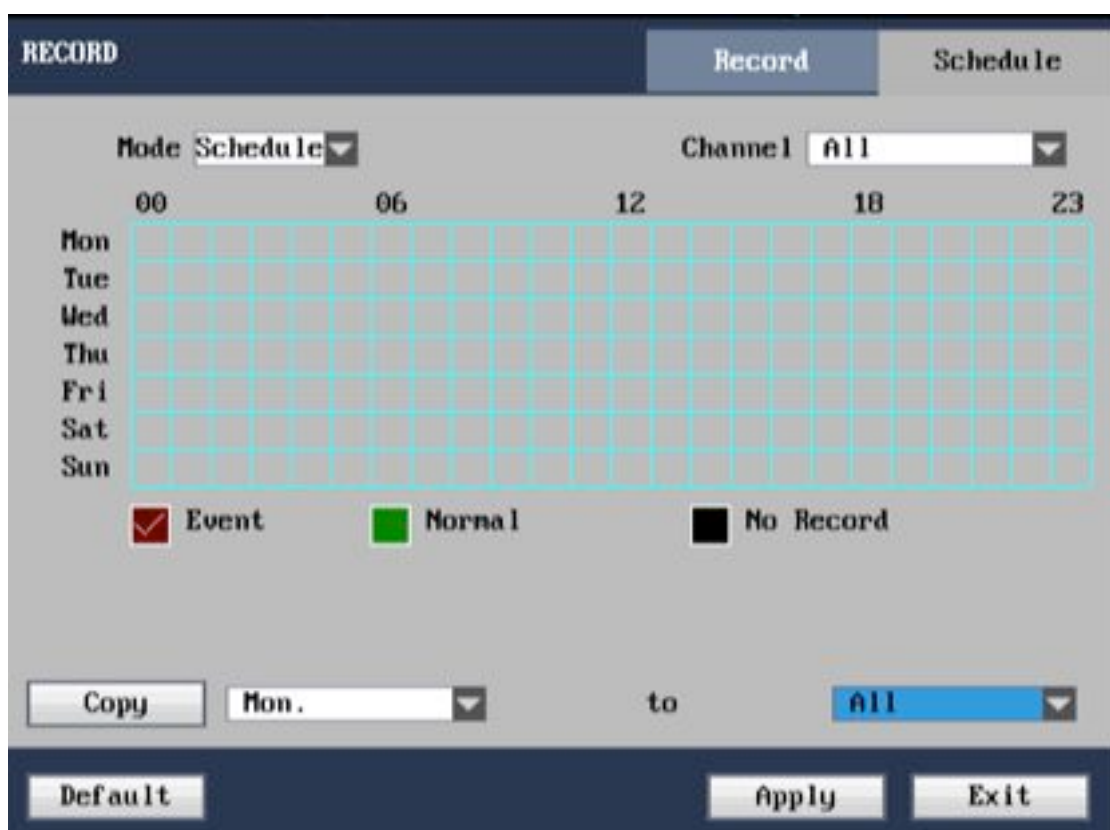 RECORD Record Schedule
Mode Schedule Channel All
00 06 12 18 23
Mon
Tue
Wed
Thu
Fri
Sat
Sun
Event Normal No Record
Copy Mon. to All
Default Apply Exit